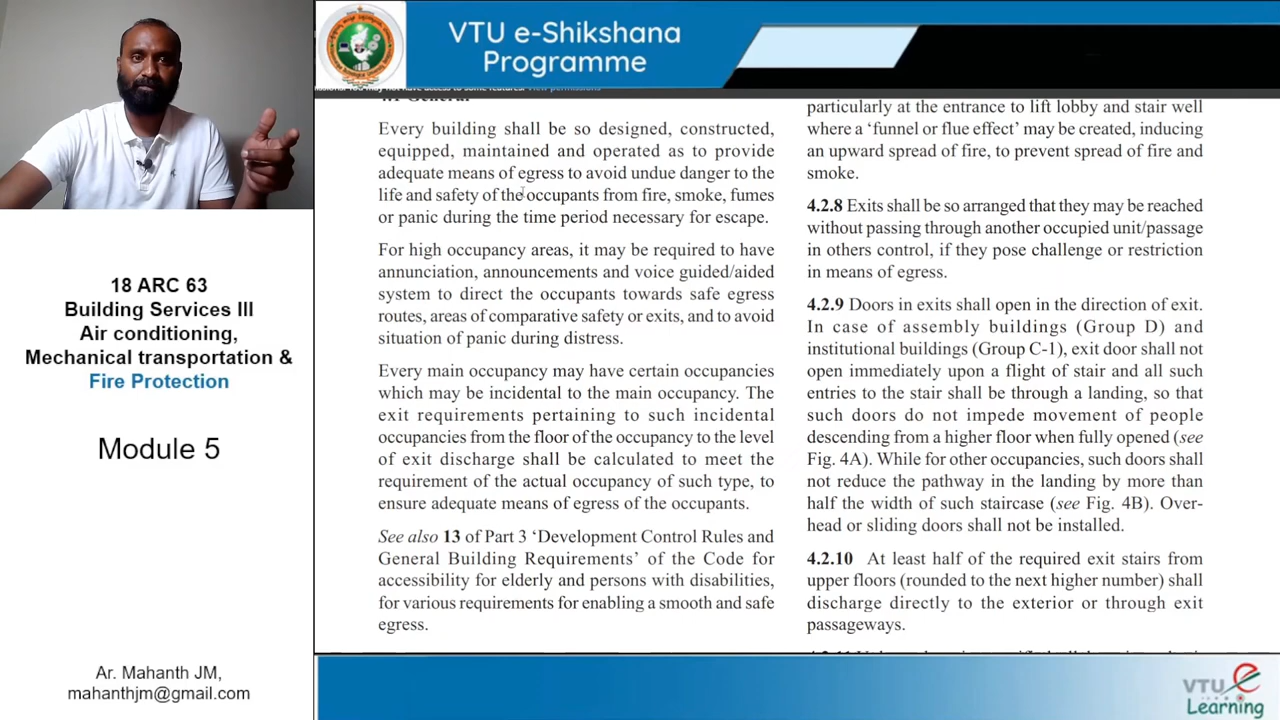 VTU e-Shikshana
Programme
18 ARC 63
Building Services III
Air conditioning,
Mechanical transportation &
Fire Protection
Module 5
Ar. Mahanth JM,
mahanthjm@gmail.com
4.1 General
Every building shall be so designed, constructed,
equipped, maintained and operated as to provide
adequate means of egress to avoid undue danger to the
life and safety of the occupants from fire, smoke, fumes
or panic during the time period necessary for escape.
For high occupancy areas, it may be required to have
annunciation, announcements and voice guided/aided
system to direct the occupants towards safe egress
routes, areas of comparative safety or exits, and to avoid
situation of panic during distress.
Every main occupancy may have certain occupancies
which may be incidental to the main occupancy. The
exit requirements pertaining to such incidental
occupancies from the floor of the occupancy to the level
of exit discharge shall be calculated to meet the
requirement of the actual occupancy of such type, to
ensure adequate means of egress of the occupants.
See also 13 of Part 3 ‘Development Control Rules and
General Building Requirements’ of the Code for
accessibility for elderly and persons with disabilities,
for various requirements for enabling a smooth and safe
egress.
particularly at the entrance to lift lobby and stair well
where a ‘funnel or flue effect’ may be created, inducing
an upward spread of fire, to prevent spread of fire and
smoke.
4.2.8 Exits shall be so arranged that they may be reached
without passing through another occupied unit/passage
in others control, if they pose challenge or restriction
in means of egress.
4.2.9 Doors in exits shall open in the direction of exit.
In case of assembly buildings (Group D) and
institutional buildings (Group C-1), exit door shall not
open immediately upon a flight of stair and all such
entries to the stair shall be through a landing, so that
such doors do not impede movement of people
descending from a higher floor when fully opened (see
Fig. 4A). While for other occupancies, such doors shall
not reduce the pathway in the landing by more than
half the width of such staircase (see Fig. 4B). Over-
head or sliding doors shall not be installed.
4.2.10 At least half of the required exit stairs from
upper floors (rounded to the next higher number) shall
discharge directly to the exterior or through exit
passageways.
VTU
Learning